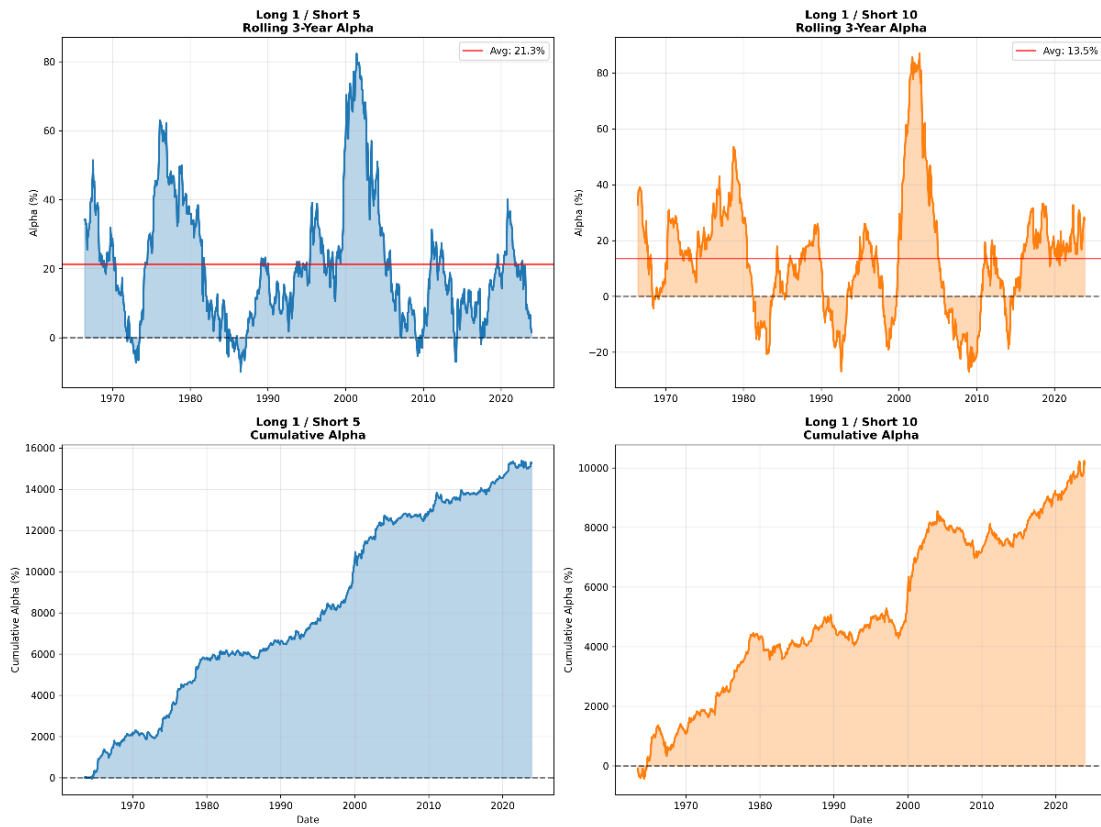 Long 1 / Short 5
Rolling 3-Year Alpha
Avg: 21.3%
Alpha (%)
80
60
40
20
0
1970 1980 1990 2000 2010 2020
Long 1 / Short 10
Rolling 3-Year Alpha
Avg: 13.5%
Alpha (%)
80
60
40
20
0
−20
1970 1980 1990 2000 2010 2020
Long 1 / Short 5
Cumulative Alpha
Cumulative Alpha (%)
16000
14000
12000
10000
8000
6000
4000
2000
0
1970 1980 1990 2000 2010 2020
Date
Long 1 / Short 10
Cumulative Alpha
Cumulative Alpha (%)
10000
8000
6000
4000
2000
0
1970 1980 1990 2000 2010 2020
Date